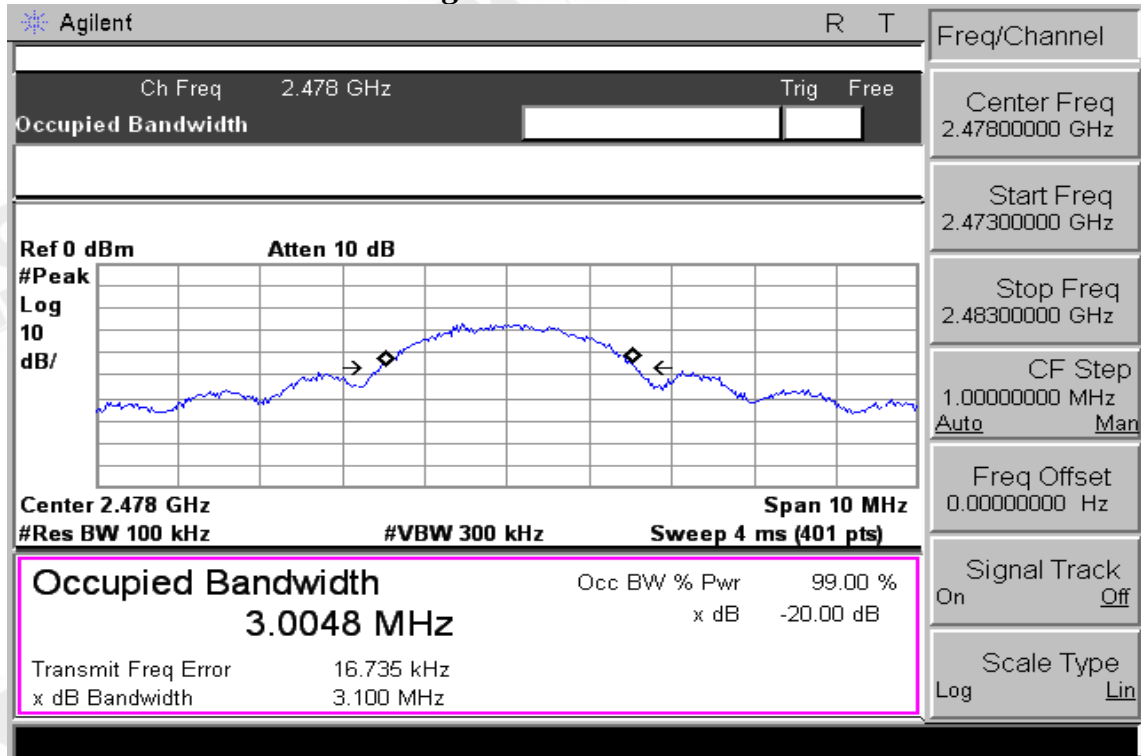 Agilent R T
Freq/Channel
Ch Freq 2.478 GHz Trig Free
Occupied Bandwidth
Center Freq
2.47800000 GHz
Start Freq
2.47300000 GHz
Ref 0 dBm Atten 10 dB
#Peak
Log
10
dB/
Stop Freq
2.48300000 GHz
CF Step
1.00000000 MHz
Auto Man
Center 2.478 GHz Span 10 MHz
#Res BW 100 kHz #VBW 300 kHz Sweep 4 ms (401 pts)
Freq Offset
0.00000000 Hz
Occupied Bandwidth
3.0048 MHz
Occ BW % Pwr 99.00 %
x dB -20.00 dB
Transmit Freq Error 16.735 kHz
x dB Bandwidth 3.100 MHz
Signal Track
On Off
Scale Type
Log Lin